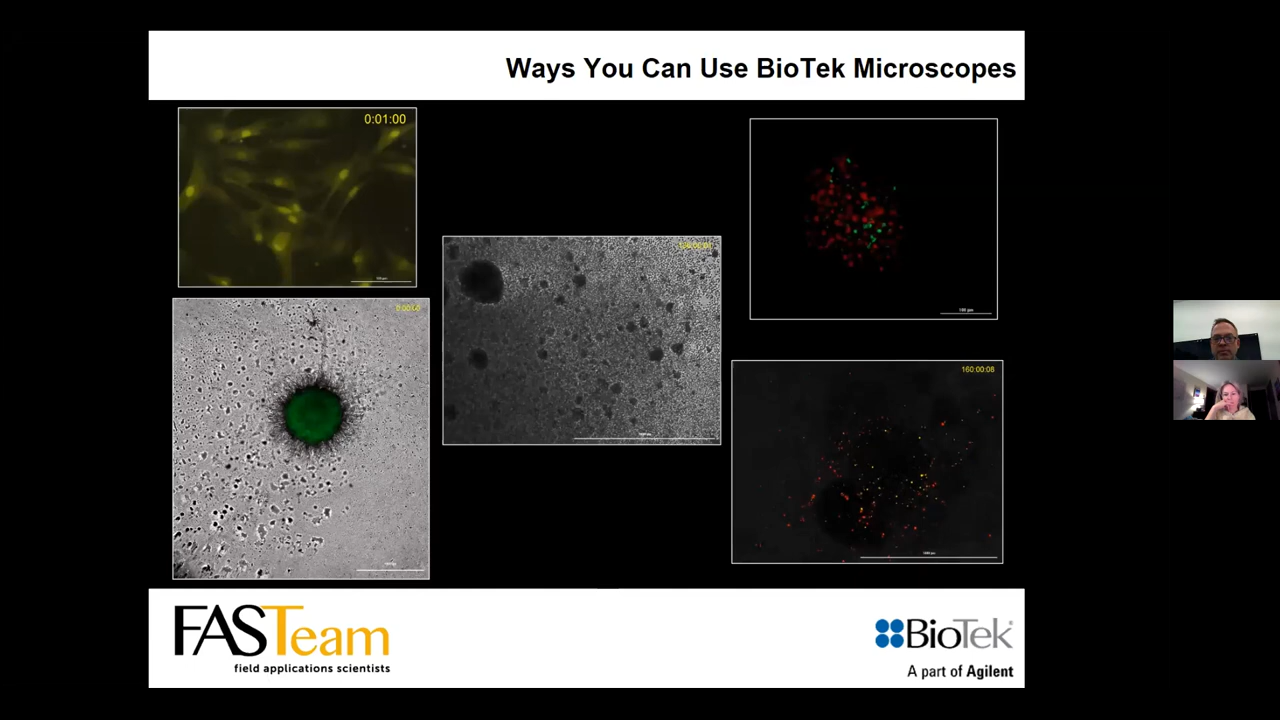 Ways You Can Use BioTek Microscopes
0:01:00
160:00:08
FASTeam
field applications scientists
BioTek
A part of Agilent